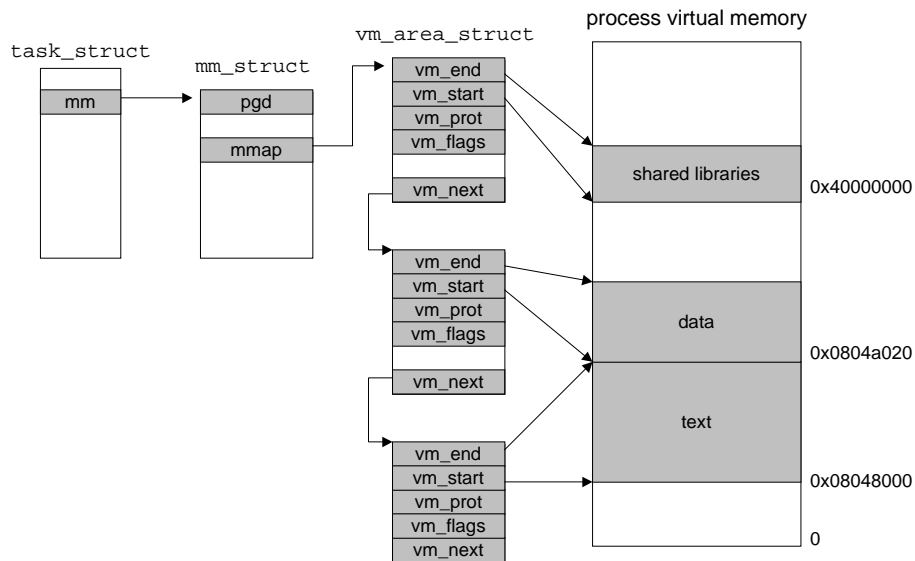 process virtual memory
task_struct
mm_struct
vm_area_struct
mm
pgd
mmap
vm_end
vm_start
vm_prot
vm_flags
vm_next
vm_end
vm_start
vm_prot
vm_flags
vm_next
vm_end
vm_start
vm_prot
vm_flags
vm_next
shared libraries
0x40000000
data
0x0804a020
text
0x08048000
0